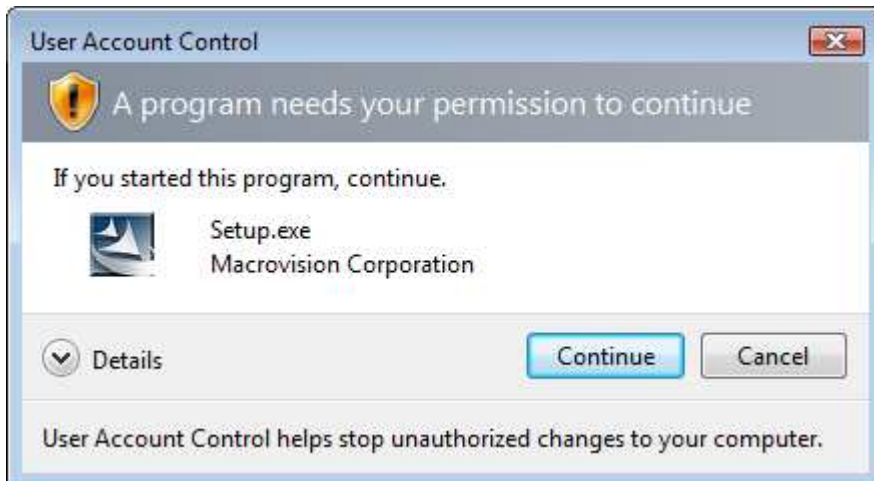 User Account Control
A program needs your permission to continue
If you started this program, continue.
Setup.exe
Macrovision Corporation
Details
Continue
Cancel
User Account Control helps stop unauthorized changes to your computer.